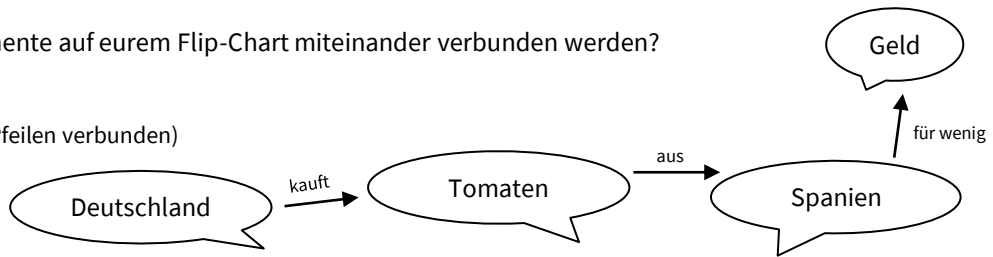 ente auf eurem Flip-Chart miteinander verbunden werden?
Geld
feilen verbunden)
für wenig
Deutschland
kauft
Tomaten
aus
Spanien